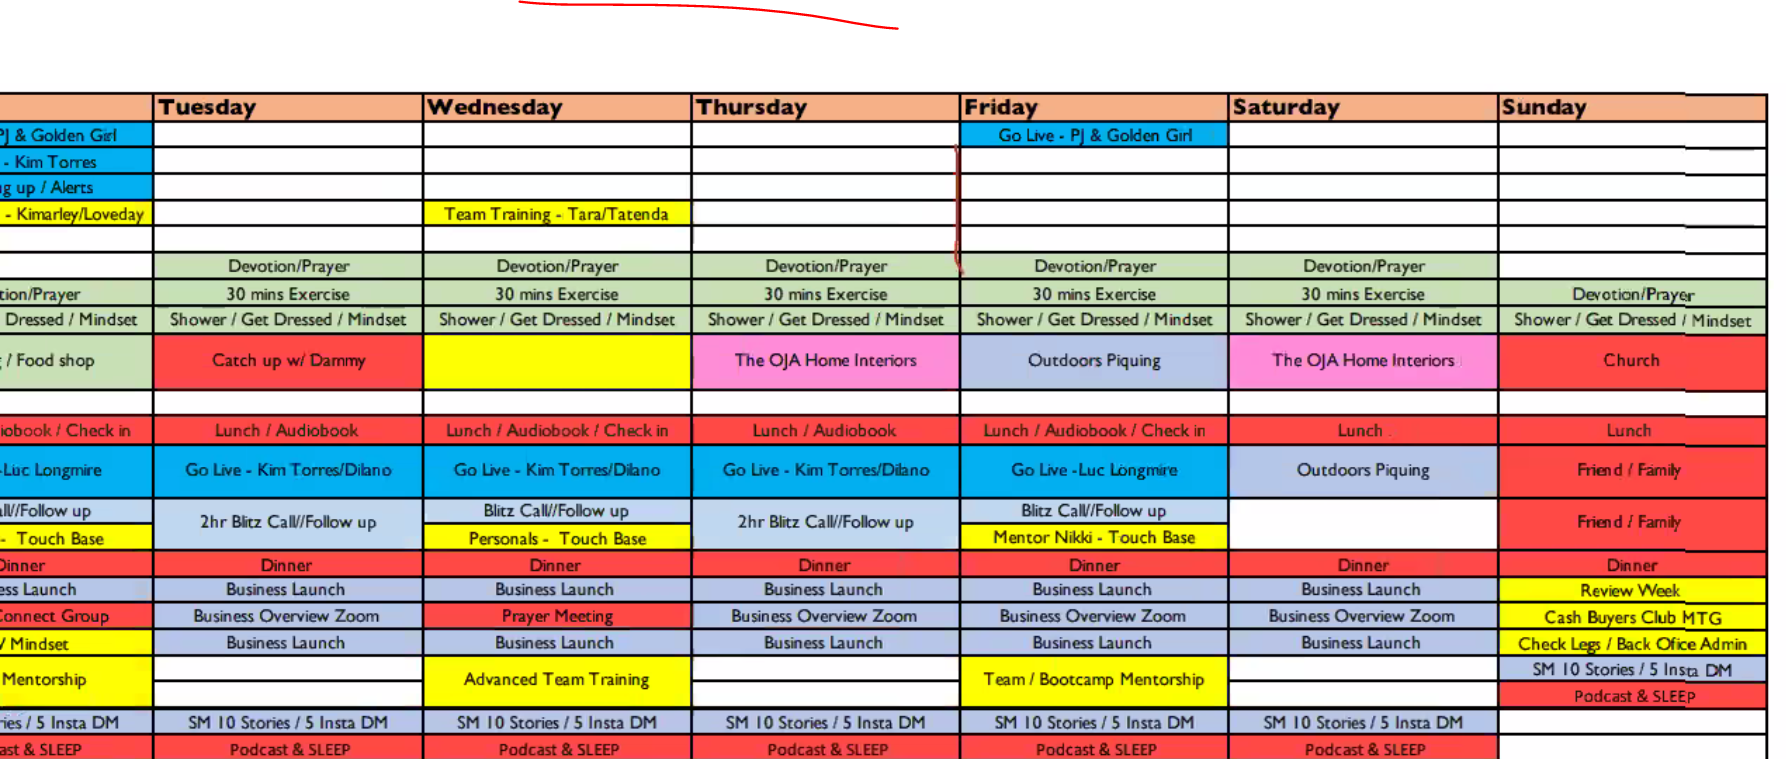 Tuesday Wednesday Thursday Friday Saturday Sunday
PJ & Golden Girl Go Live - PJ & Golden Girl
- Kim Torres
ng up / Alerts
- Kimarley/Loveday Team Training - Tara/Tatenda
Devotion/Prayer Devotion/Prayer Devotion/Prayer Devotion/Prayer Devotion/Prayer
tion/Prayer 30 mins Exercise 30 mins Exercise 30 mins Exercise 30 mins Exercise 30 mins Exercise Devotion/Prayer
Dressed / Mindset Shower / Get Dressed / Mindset Shower / Get Dressed / Mindset Shower / Get Dressed / Mindset Shower / Get Dressed / Mindset Shower / Get Dressed / Mindset Shower / Get Dressed / Mindset
/ Food shop Catch up w/ Dammy The OJA Home Interiors Outdoors Piquing The OJA Home Interiors Church
iobook / Check in Lunch / Audiobook Lunch / Audiobook / Check in Lunch / Audiobook Lunch / Audiobook / Check in Lunch Lunch
-Luc Longmire Go Live - Kim Torres/Dilano Go Live - Kim Torres/Dilano Go Live - Kim Torres/Dilano Go Live -Luc Longmire Outdoors Piquing Friend / Family
all//Follow up 2hr Blitz Call//Follow up Blitz Call//Follow up 2hr Blitz Call//Follow up Blitz Call//Follow up Friend / Family
- Touch Base Personals - Touch Base Mentor Nikki - Touch Base
Dinner Dinner Dinner Dinner Dinner Dinner Dinner
ess Launch Business Launch Business Launch Business Launch Business Launch Business Launch Review Week
Connect Group Business Overview Zoom Prayer Meeting Business Overview Zoom Business Overview Zoom Business Overview Zoom Cash Buyers Club MTG
/ Mindset Business Launch Business Launch Business Launch Business Launch Business Launch Check Legs / Back Ofice Admin
Mentorship Advanced Team Training Team / Bootcamp Mentorship SM 10 Stories / 5 Insta DM
Podcast & SLEEP
ries / 5 Insta DM SM 10 Stories / 5 Insta DM SM 10 Stories / 5 Insta DM SM 10 Stories / 5 Insta DM SM 10 Stories / 5 Insta DM SM 10 Stories / 5 Insta DM
ast & SLEEP Podcast & SLEEP Podcast & SLEEP Podcast & SLEEP Podcast & SLEEP Podcast & SLEEP